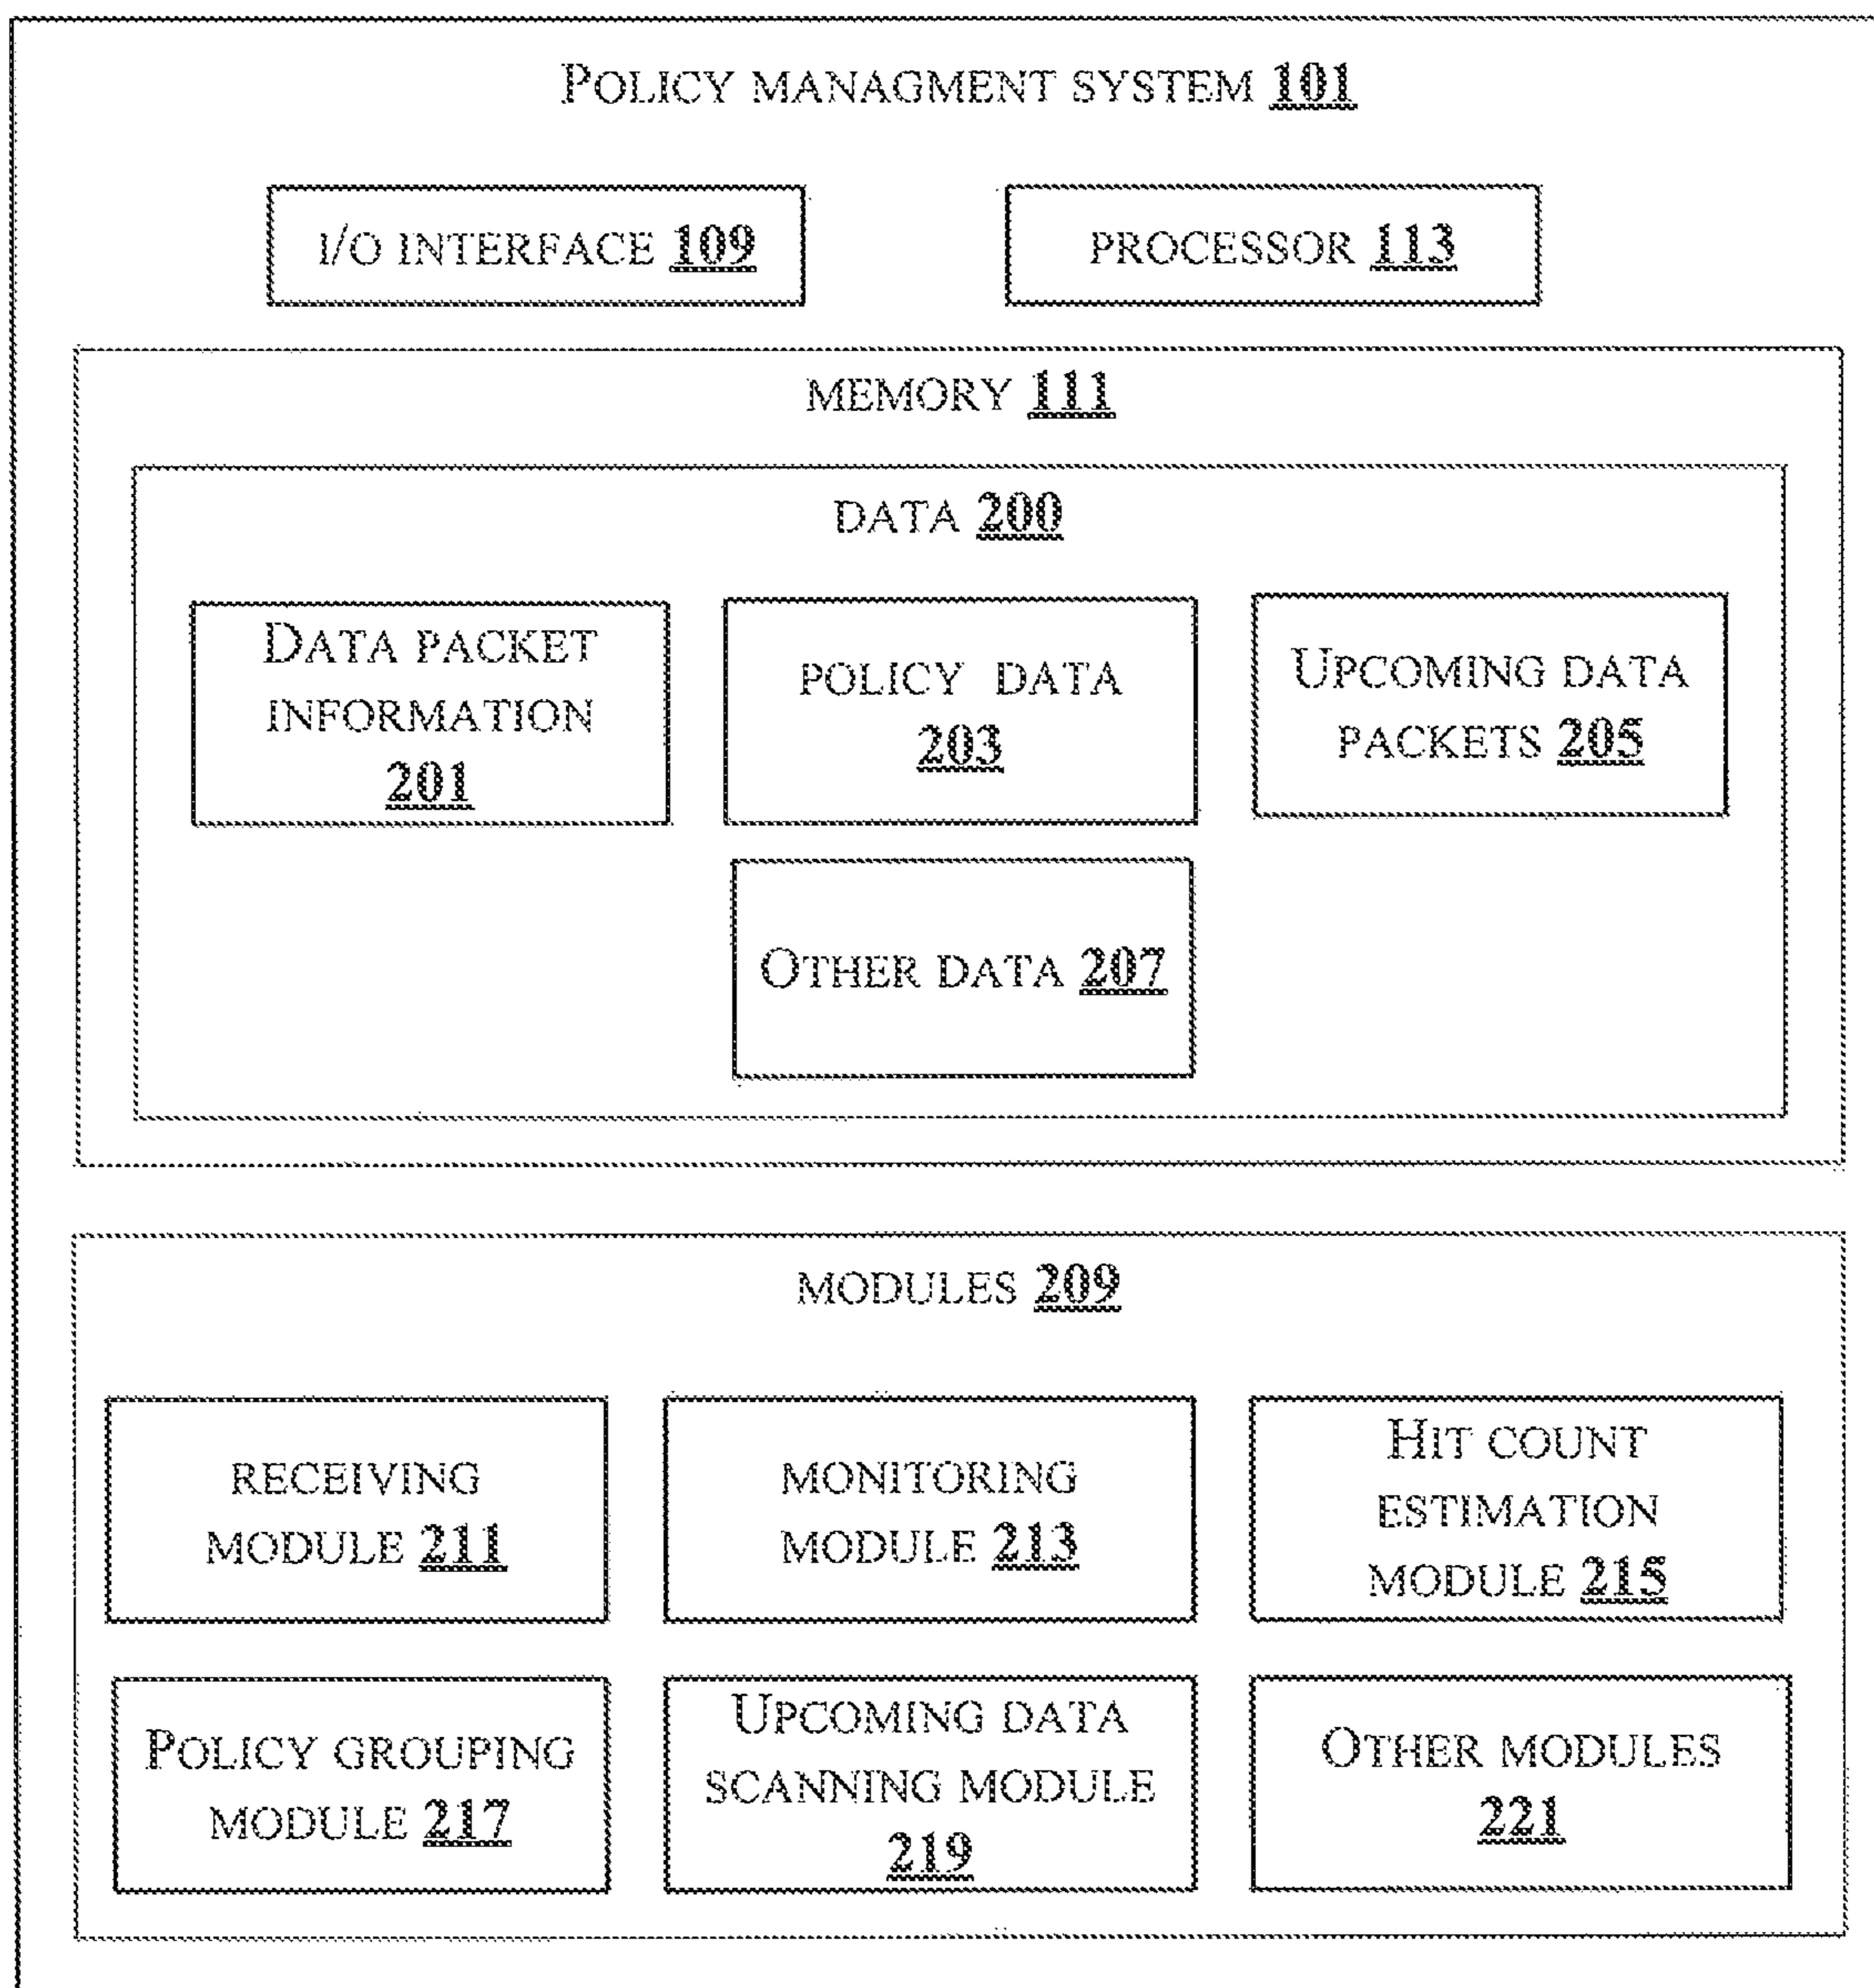 POLICY MANAGMENT SYSTEM 101
I/O INTERFACE 109
PROCESSOR 113
MEMORY 111
DATA 200
DATA PACKET
INFORMATION
201
POLICY DATA
203
UPCOMING DATA
PACKETS 205
OTHER DATA 207
MODULES 209
RECEIVING
MODULE 211
MONITORING
MODULE 213
HIT COUNT
ESTIMATION
MODULE 215
POLICY GROUPING
MODULE 217
UPCOMING DATA
SCANNING MODULE
219
OTHER MODULES
221